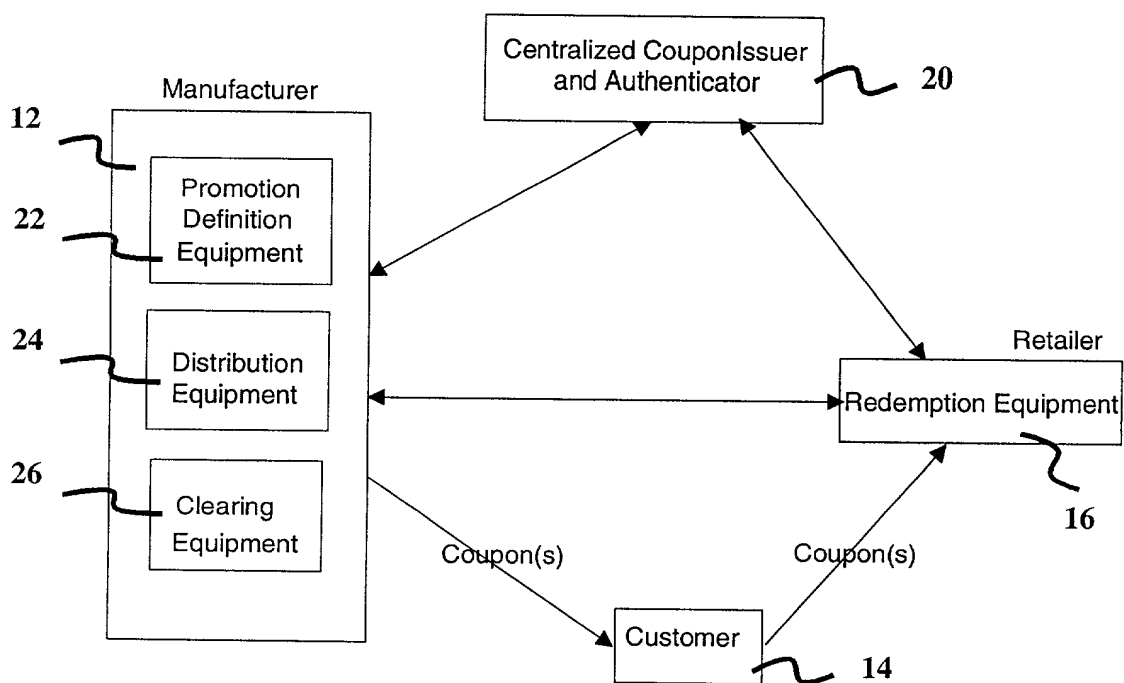 Centralized CouponIssuer
and Authenticator
20
Manufacturer
12
Promotion
Definition
Equipment
22
24
Distribution
Equipment
26
Clearing
Equipment
Retailer
Redemption Equipment
16
Coupon(s)
Coupon(s)
Customer
14